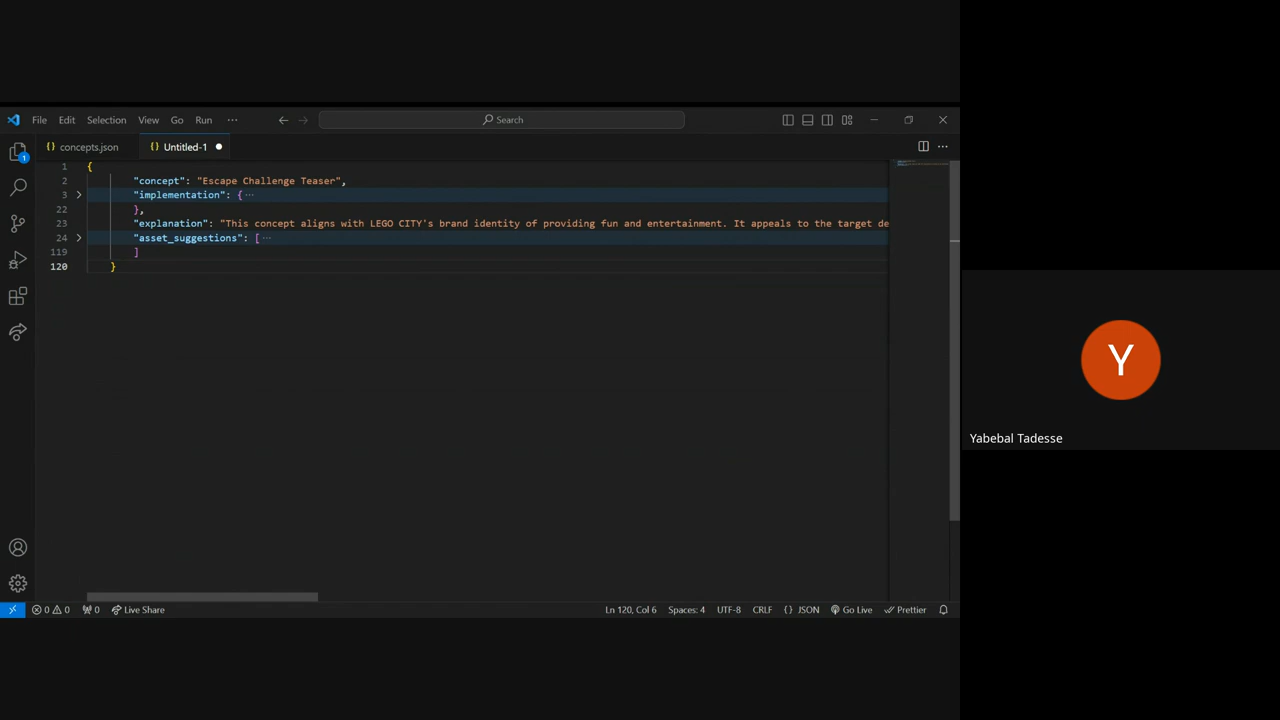 File Edit Selection View Go Run ··· Search
{} concepts.json {} Untitled-1
1 {
2 "concept": "Escape Challenge Teaser",
3 "implementation": { ···
22 },
23 "explanation": "This concept aligns with LEGO CITY's brand identity of providing fun and entertainment. It appeals to the target de
24 "asset_suggestions": [ ···
119 ]
120 }
Y
Yabebal Tadesse
1
0 0 0 Live Share Ln 120, Col 6 Spaces: 4 UTF-8 CRLF {} JSON Go Live Prettier